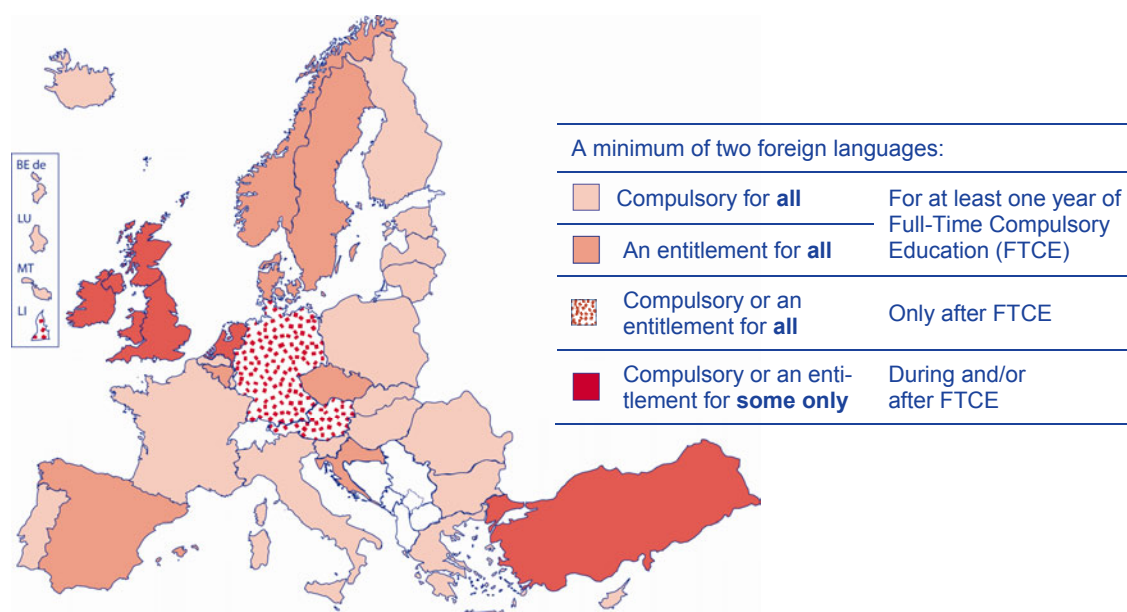 BE de
LU
MT
LI
A minimum of two foreign languages:
Compulsory for all
An entitlement for all
For at least one year of
Full-Time Compulsory
Education (FTCE)
Compulsory or an
entitlement for all
Only after FTCE
Compulsory or an enti-
tlement for some only
During and/or
after FTCE